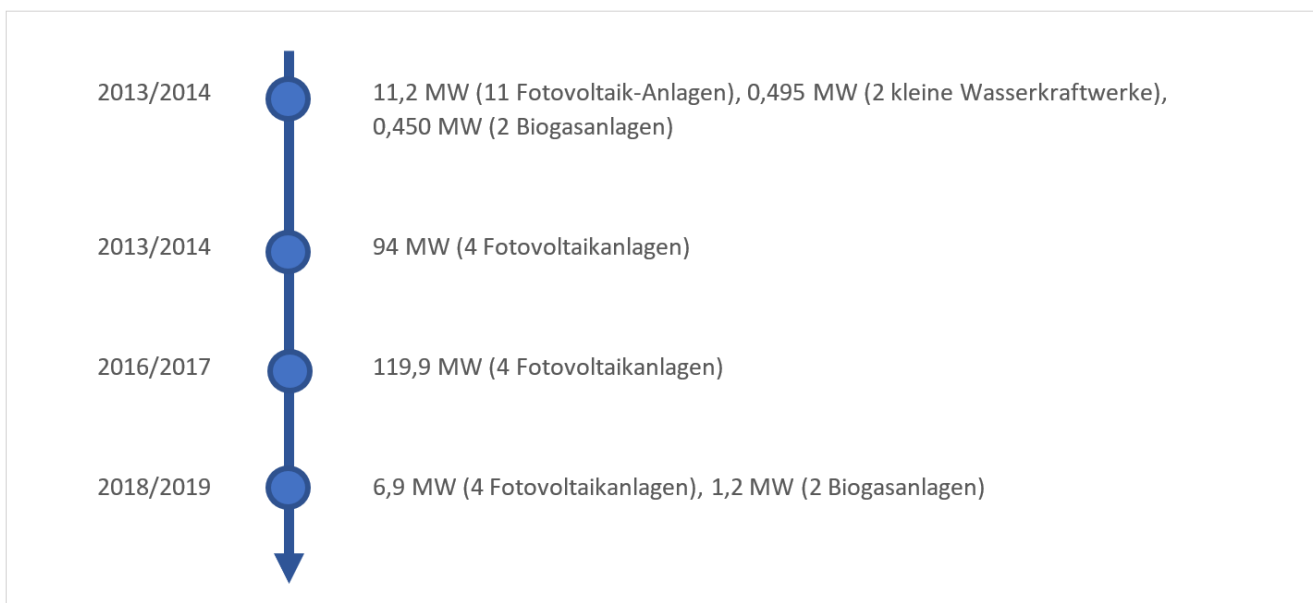 2013/2014 11,2 MW (11 Fotovoltaik-Anlagen), 0,495 MW (2 kleine Wasserkraftwerke),
0,450 MW (2 Biogasanlagen)
2013/2014 94 MW (4 Fotovoltaikanlagen)
2016/2017 119,9 MW (4 Fotovoltaikanlagen)
2018/2019 6,9 MW (4 Fotovoltaikanlagen), 1,2 MW (2 Biogasanlagen)